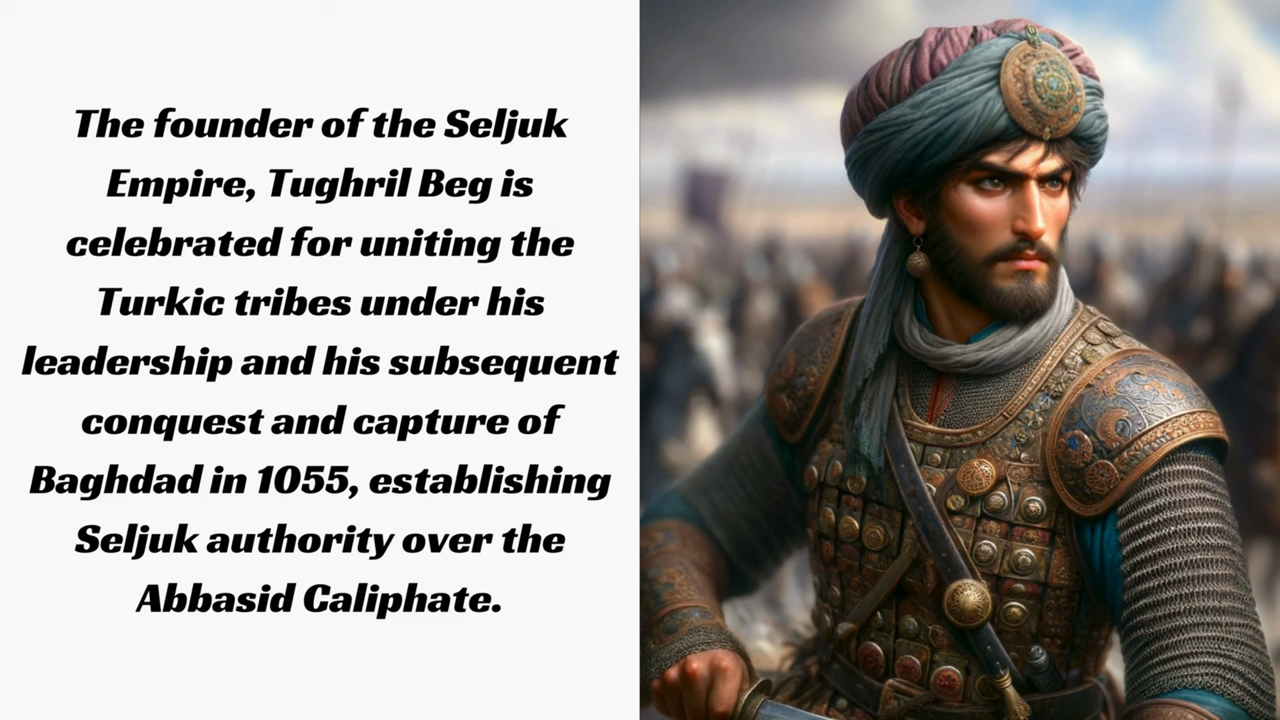 The founder of the Seljuk
Empire, Tughril Beg is
celebrated for uniting the
Turkic tribes under his
leadership and his subsequent
conquest and capture of
Baghdad in 1055, establishing
Seljuk authority over the
Abbasid Caliphate.